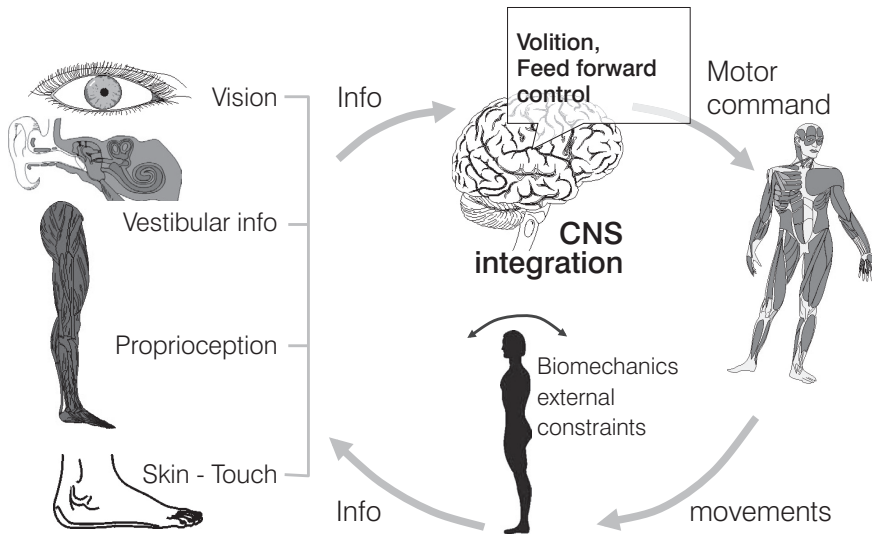 Vision
Vestibular info
Proprioception
Skin - Touch
Info
Volition,
Feed forward
control
CNS
integration
Motor
command
Biomechanics
external
constraints
movements
Info